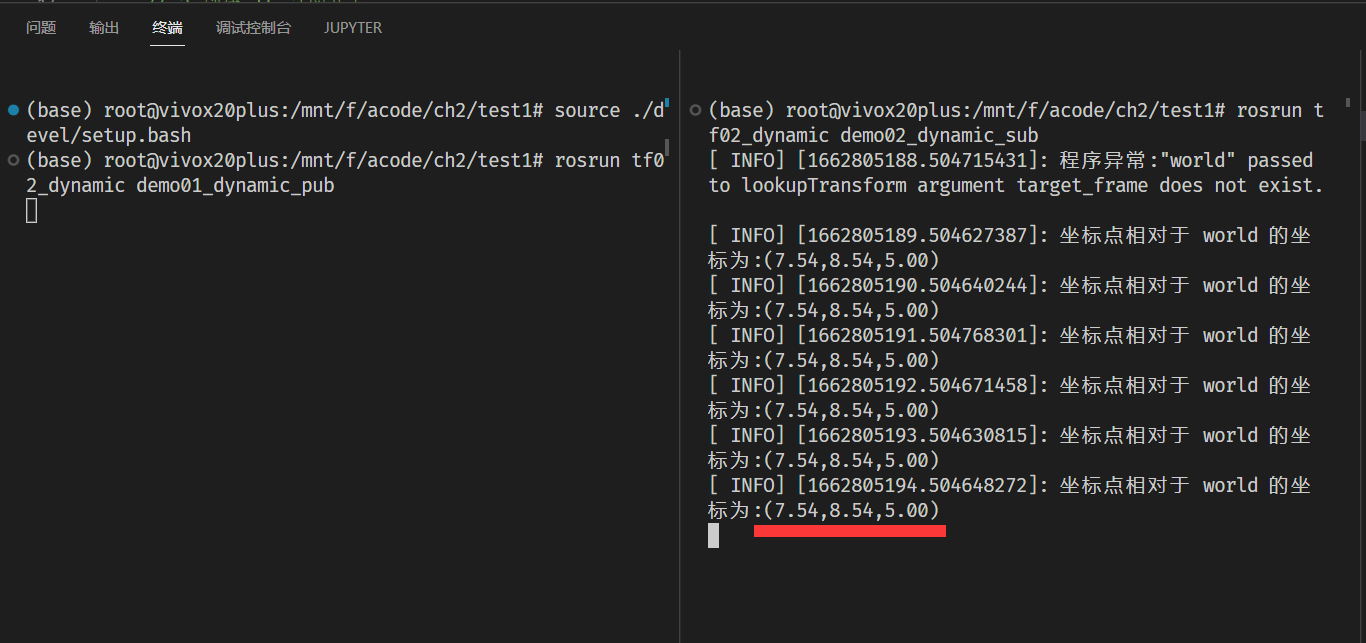 问题 输出 终端 调试控制台 JUPYTER
(base) root@vivox20plus:/mnt/f/acode/ch2/test1# source ./d
evel/setup.bash
(base) root@vivox20plus:/mnt/f/acode/ch2/test1# rosrun tf0
2_dynamic demo01_dynamic_pub
(base) root@vivox20plus:/mnt/f/acode/ch2/test1# rosrun t
f02_dynamic demo02_dynamic_sub
[ INFO] [1662805188.504715431]: 程序异常:"world" passed
to lookupTransform argument target_frame does not exist.
[ INFO] [1662805189.504627387]: 坐标点相对于 world 的坐
标为:(7.54,8.54,5.00)
[ INFO] [1662805190.504640244]: 坐标点相对于 world 的坐
标为:(7.54,8.54,5.00)
[ INFO] [1662805191.504768301]: 坐标点相对于 world 的坐
标为:(7.54,8.54,5.00)
[ INFO] [1662805192.504671458]: 坐标点相对于 world 的坐
标为:(7.54,8.54,5.00)
[ INFO] [1662805193.504630815]: 坐标点相对于 world 的坐
标为:(7.54,8.54,5.00)
[ INFO] [1662805194.504648272]: 坐标点相对于 world 的坐
标为:(7.54,8.54,5.00)